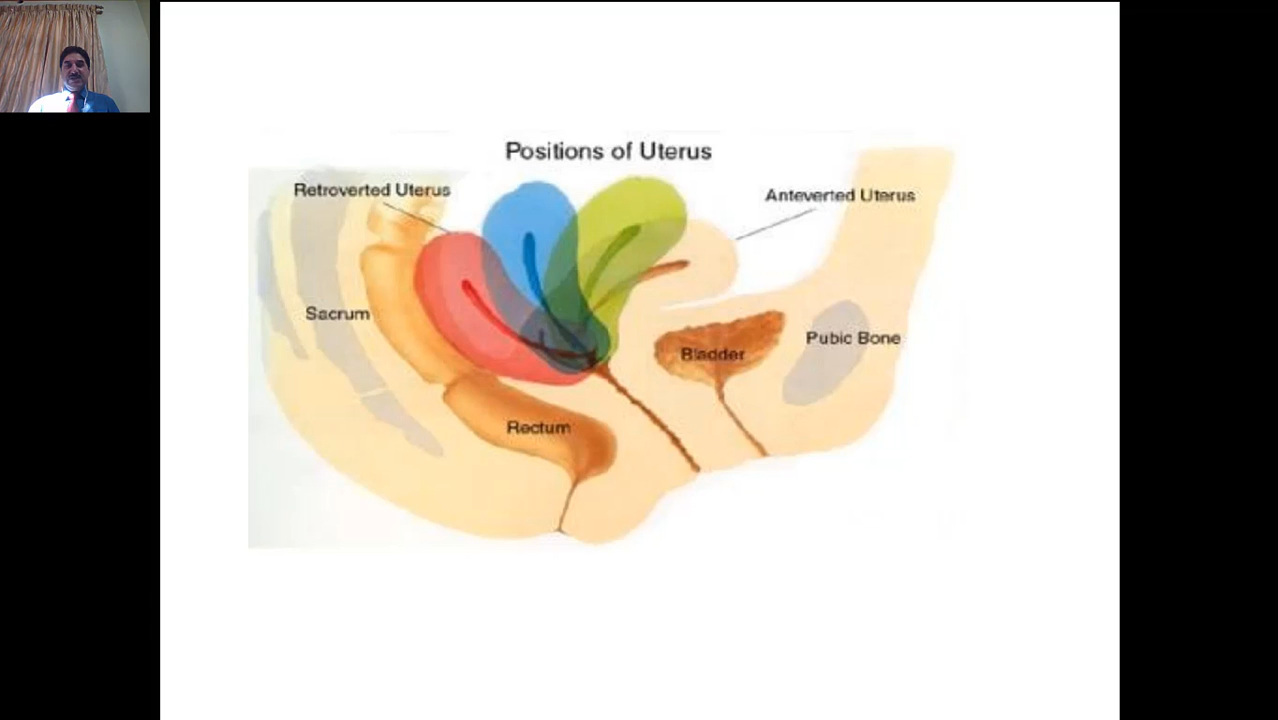 Positions of Uterus
Retroverted Uterus
Anteverted Uterus
Sacrum
Pubic Bone
Bladder
Rectum